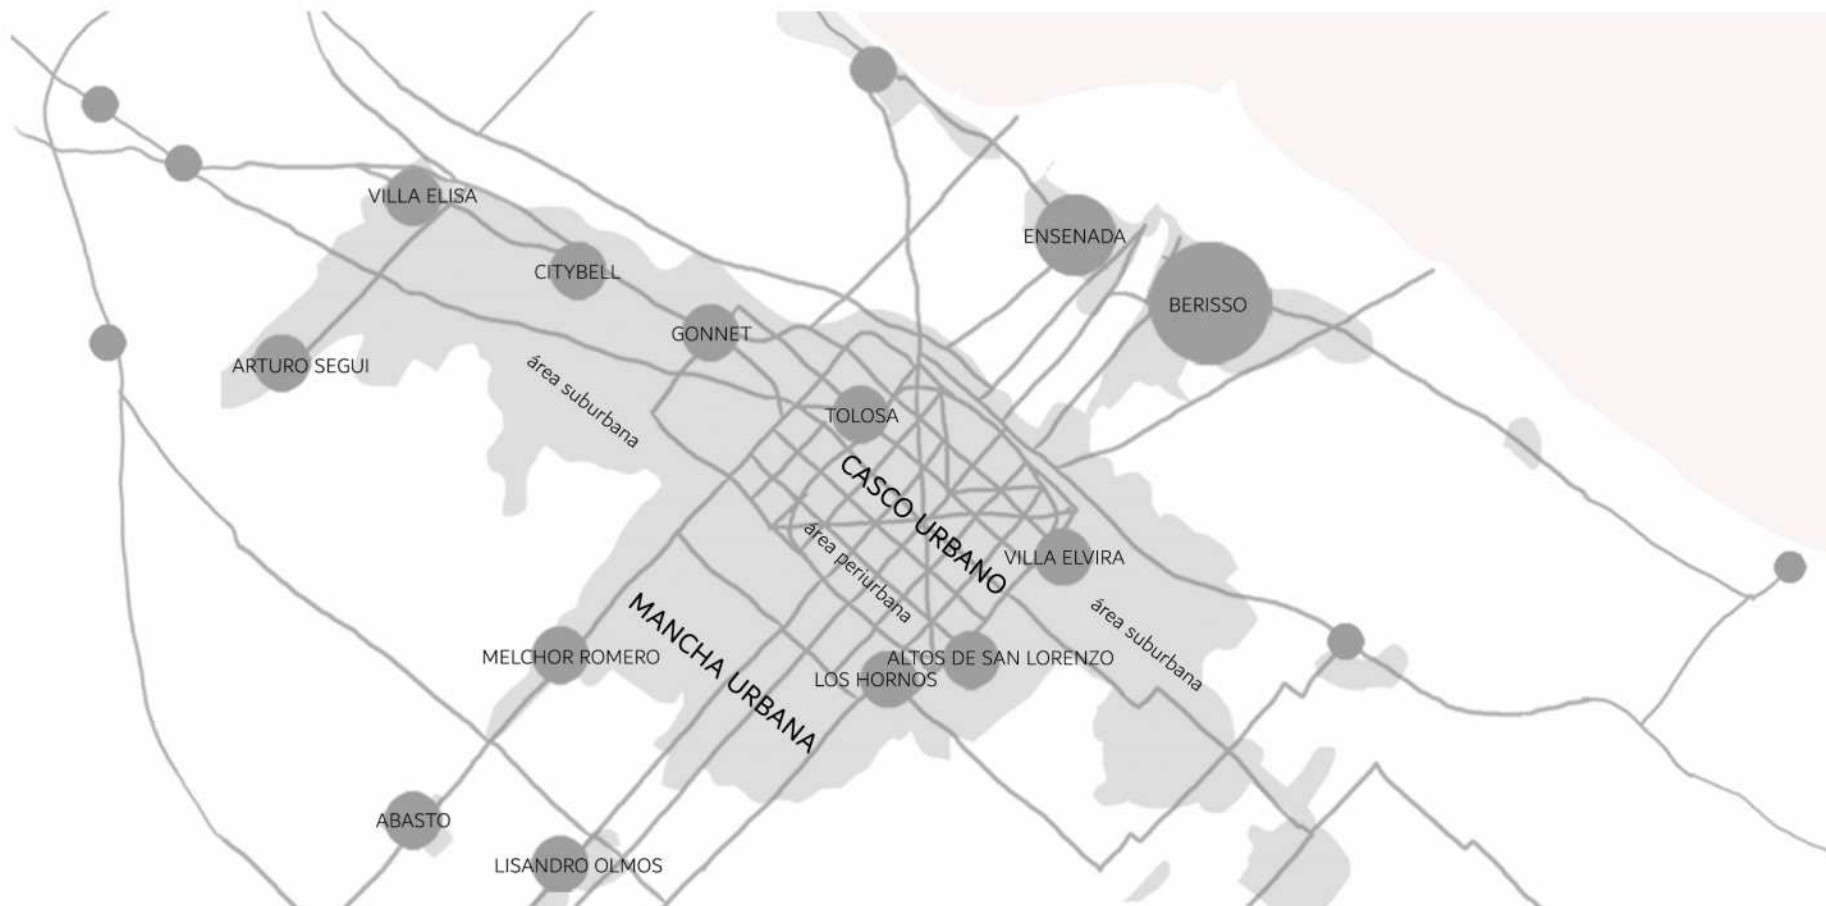 VILLA ELISA
ENSENADA
CITYBELL
BERISSO
GONNET
ARTURO SEGUI
área suburbana
TOLOSA
CASCO URBANO
área periurbana
VILLA ELVIRA
área suburbana
MANCHA URBANA
MELCHOR ROMERO
ALTOS DE SAN LORENZO
LOS HORNOS
ABASTO
LISANDRO OLMOS